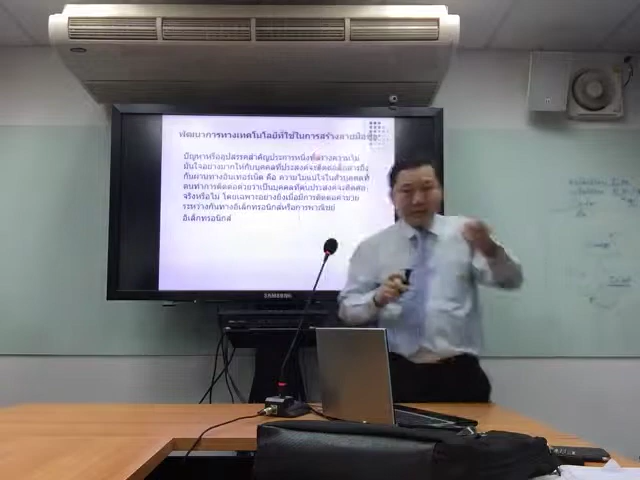 พัฒนาการทางเทคโนโลยีที่ใช้ในการสร้างลายมือชื่อ
ปัญหาหรืออุปสรรคสำคัญประการหนึ่งที่สร้างความไม่
มั่นใจอย่างมากให้กับบุคคลที่ประสงค์จะติดต่อสื่อสารถึง
กันผ่านทางอินเทอร์เน็ต คือ ความไม่แน่ใจในตัวบุคคลที่
ตนทำการติดต่อด้วยว่าเป็นบุคคลที่ตนประสงค์จะติดต่อ
จริงหรือไม่ โดยเฉพาะอย่างยิ่งเมื่อมีการติดต่อค้าขาย
ระหว่างกันทางอิเล็กทรอนิกส์หรือการพาณิชย์
อิเล็กทรอนิกส์
SAMSUNG